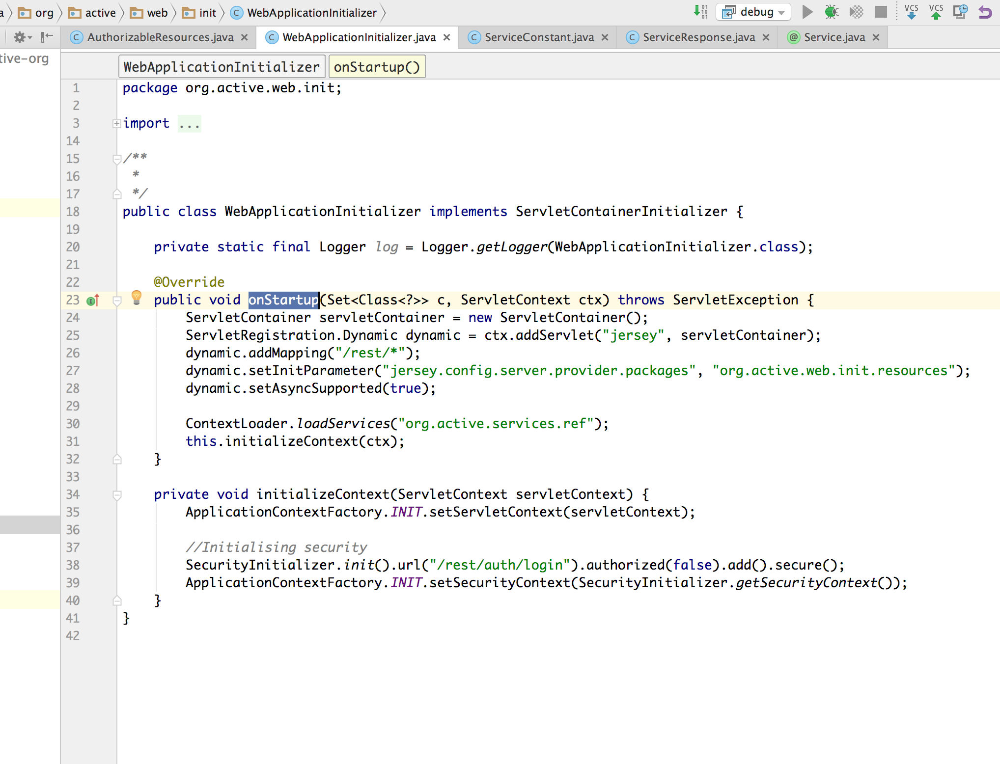 org active web init C WebApplicationInitializer debug VCS VCS
C AuthorizableResources.java C WebApplicationInitializer.java C ServiceConstant.java C ServiceResponse.java @ Service.java
tive-org
WebApplicationInitializer onStartup()
1 package org.active.web.init;
2
3 import ...
14
15 /**
16 *
17 */
18 public class WebApplicationInitializer implements ServletContainerInitializer {
19
20 private static final Logger log = Logger.getLogger(WebApplicationInitializer.class);
21
22 @Override
23 public void onStartup(Set<Class<?>> c, ServletContext ctx) throws ServletException {
24 ServletContainer servletContainer = new ServletContainer();
25 ServletRegistration.Dynamic dynamic = ctx.addServlet("jersey", servletContainer);
26 dynamic.addMapping("/rest/*");
27 dynamic.setInitParameter("jersey.config.server.provider.packages", "org.active.web.init.resources");
28 dynamic.setAsyncSupported(true);
29
30 ContextLoader.loadServices("org.active.services.ref");
31 this.initializeContext(ctx);
32 }
33
34 private void initializeContext(ServletContext servletContext) {
35 ApplicationContextFactory.INIT.setServletContext(servletContext);
36
37 //Initialising security
38 SecurityInitializer.init().url("/rest/auth/login").authorized(false).add().secure();
39 ApplicationContextFactory.INIT.setSecurityContext(SecurityInitializer.getSecurityContext());
40 }
41 }
42